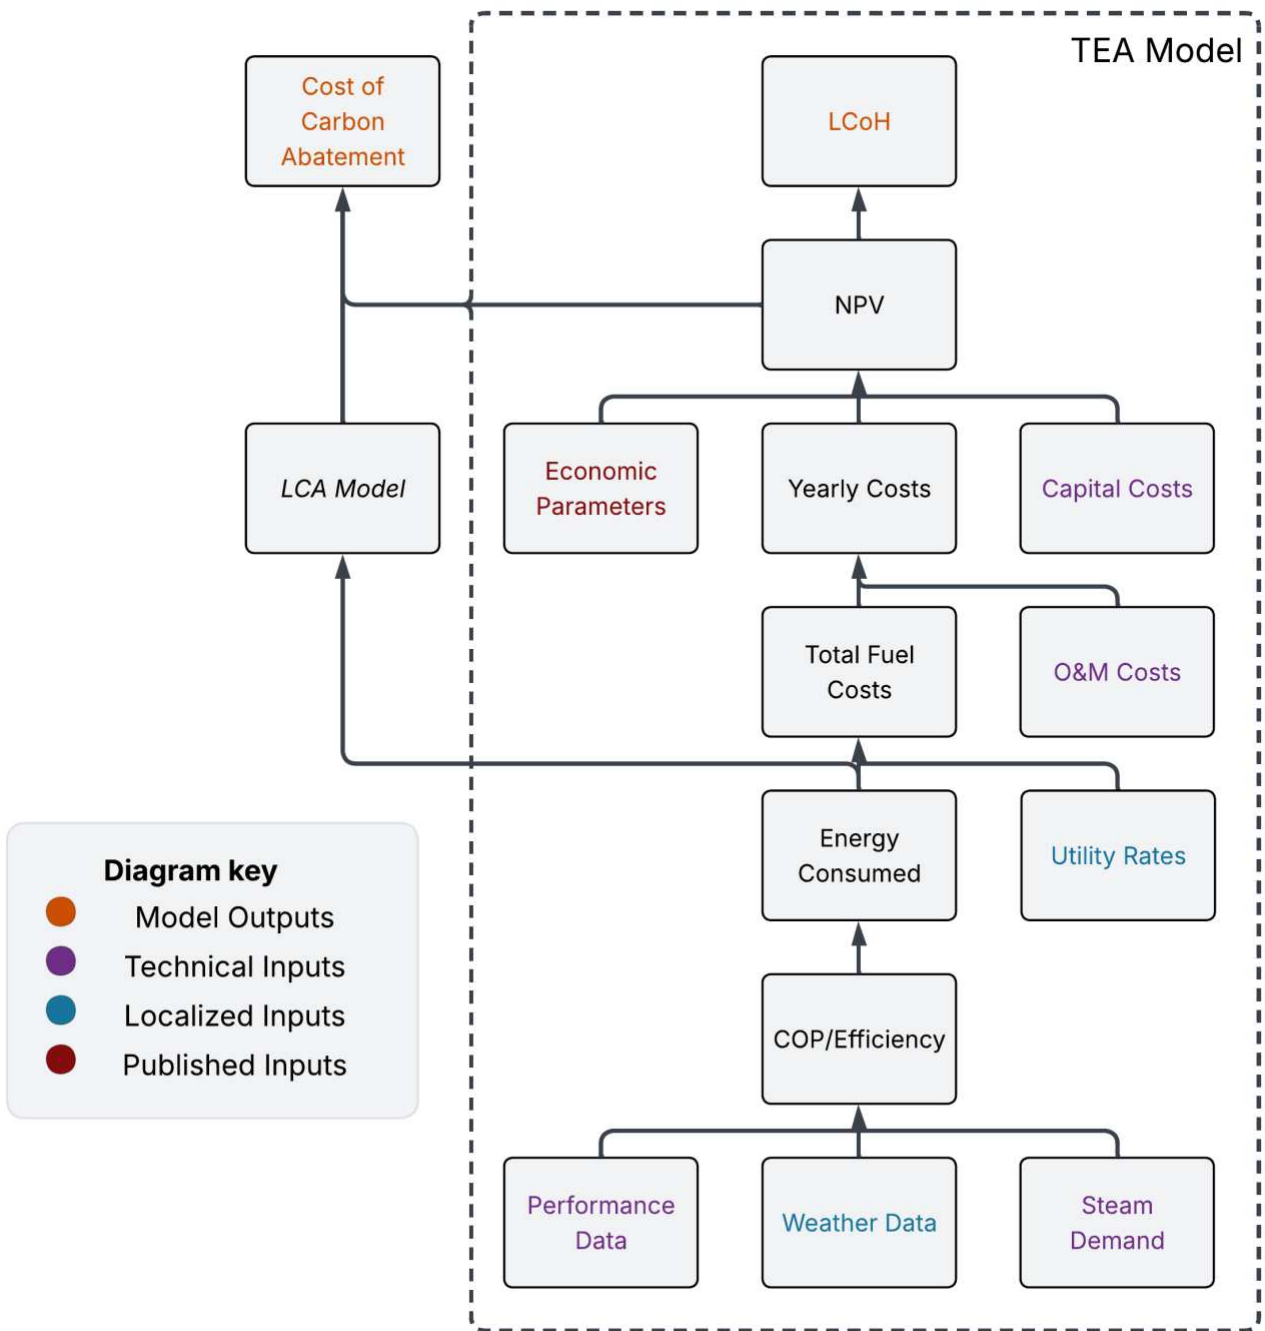 TEA Model
Cost of
Carbon
Abatement
LCoH
NPV
LCA Model
Economic
Parameters
Yearly Costs
Capital Costs
Total Fuel
Costs
O&M Costs
Energy
Consumed
Utility Rates
Diagram key
Model Outputs
Technical Inputs
Localized Inputs
Published Inputs
COP/Efficiency
Performance
Data
Weather Data
Steam
Demand